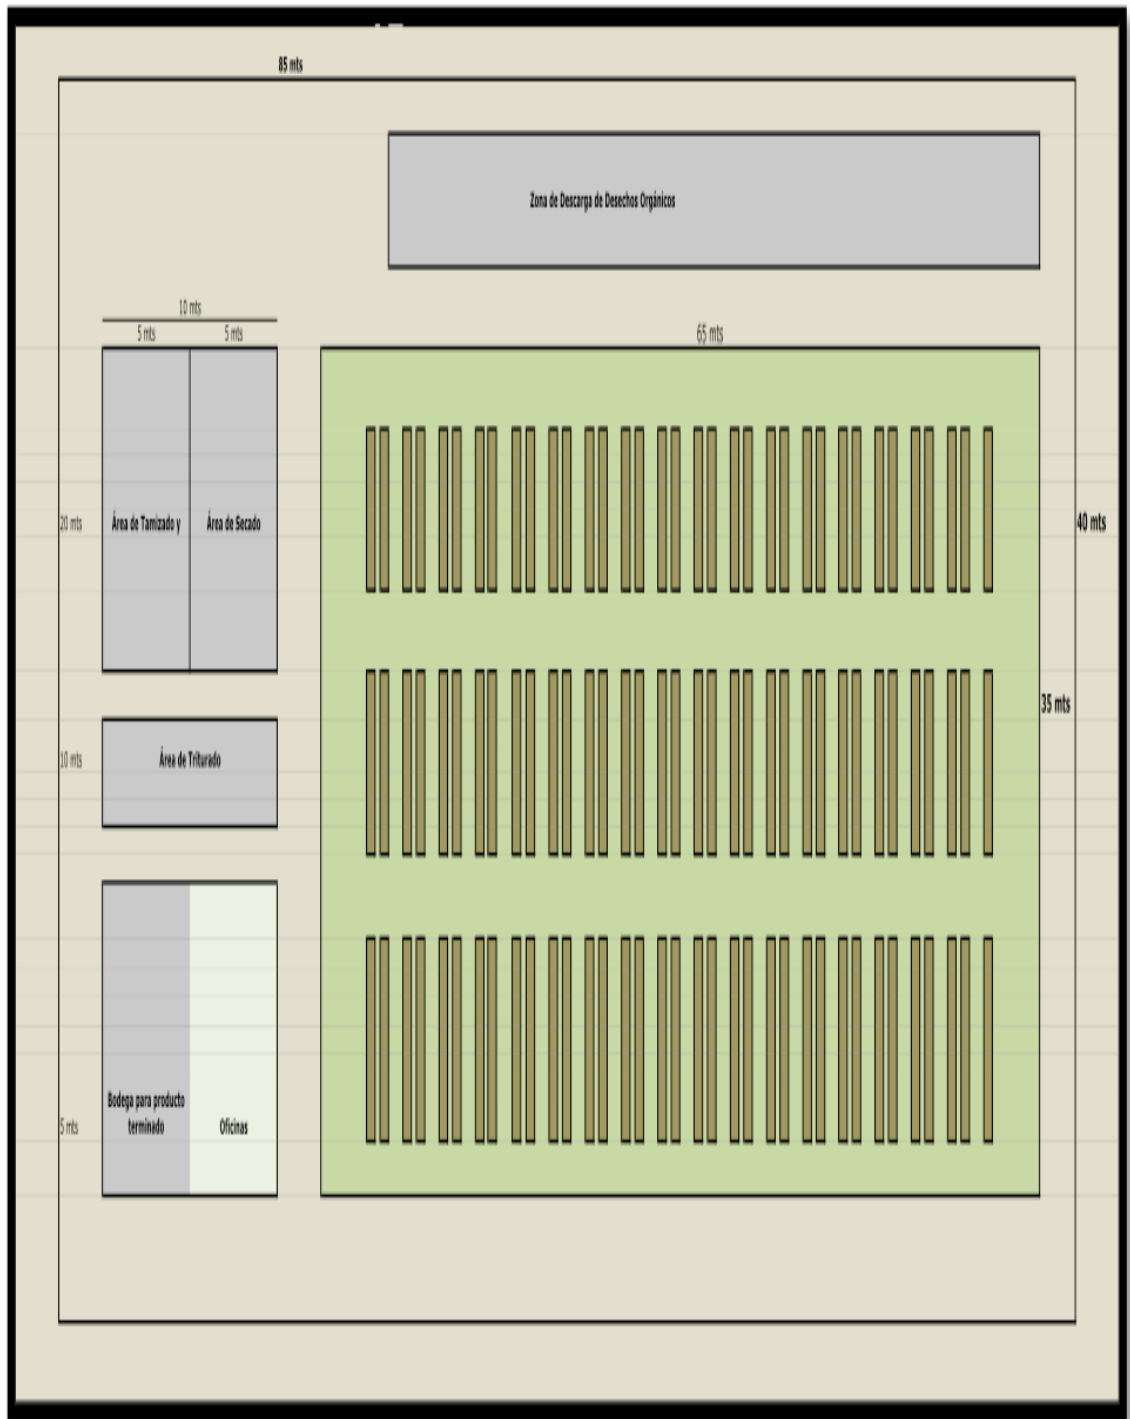 85 mts
Zona de Descarga de Desechos Orgánicos
10 mts
5 mts 5 mts
65 mts
20 mts
Área de Tamizado y
Área de Secado
40 mts
35 mts
10 mts
Área de Triturado
Bodega para producto
terminado
Oficinas
5 mts